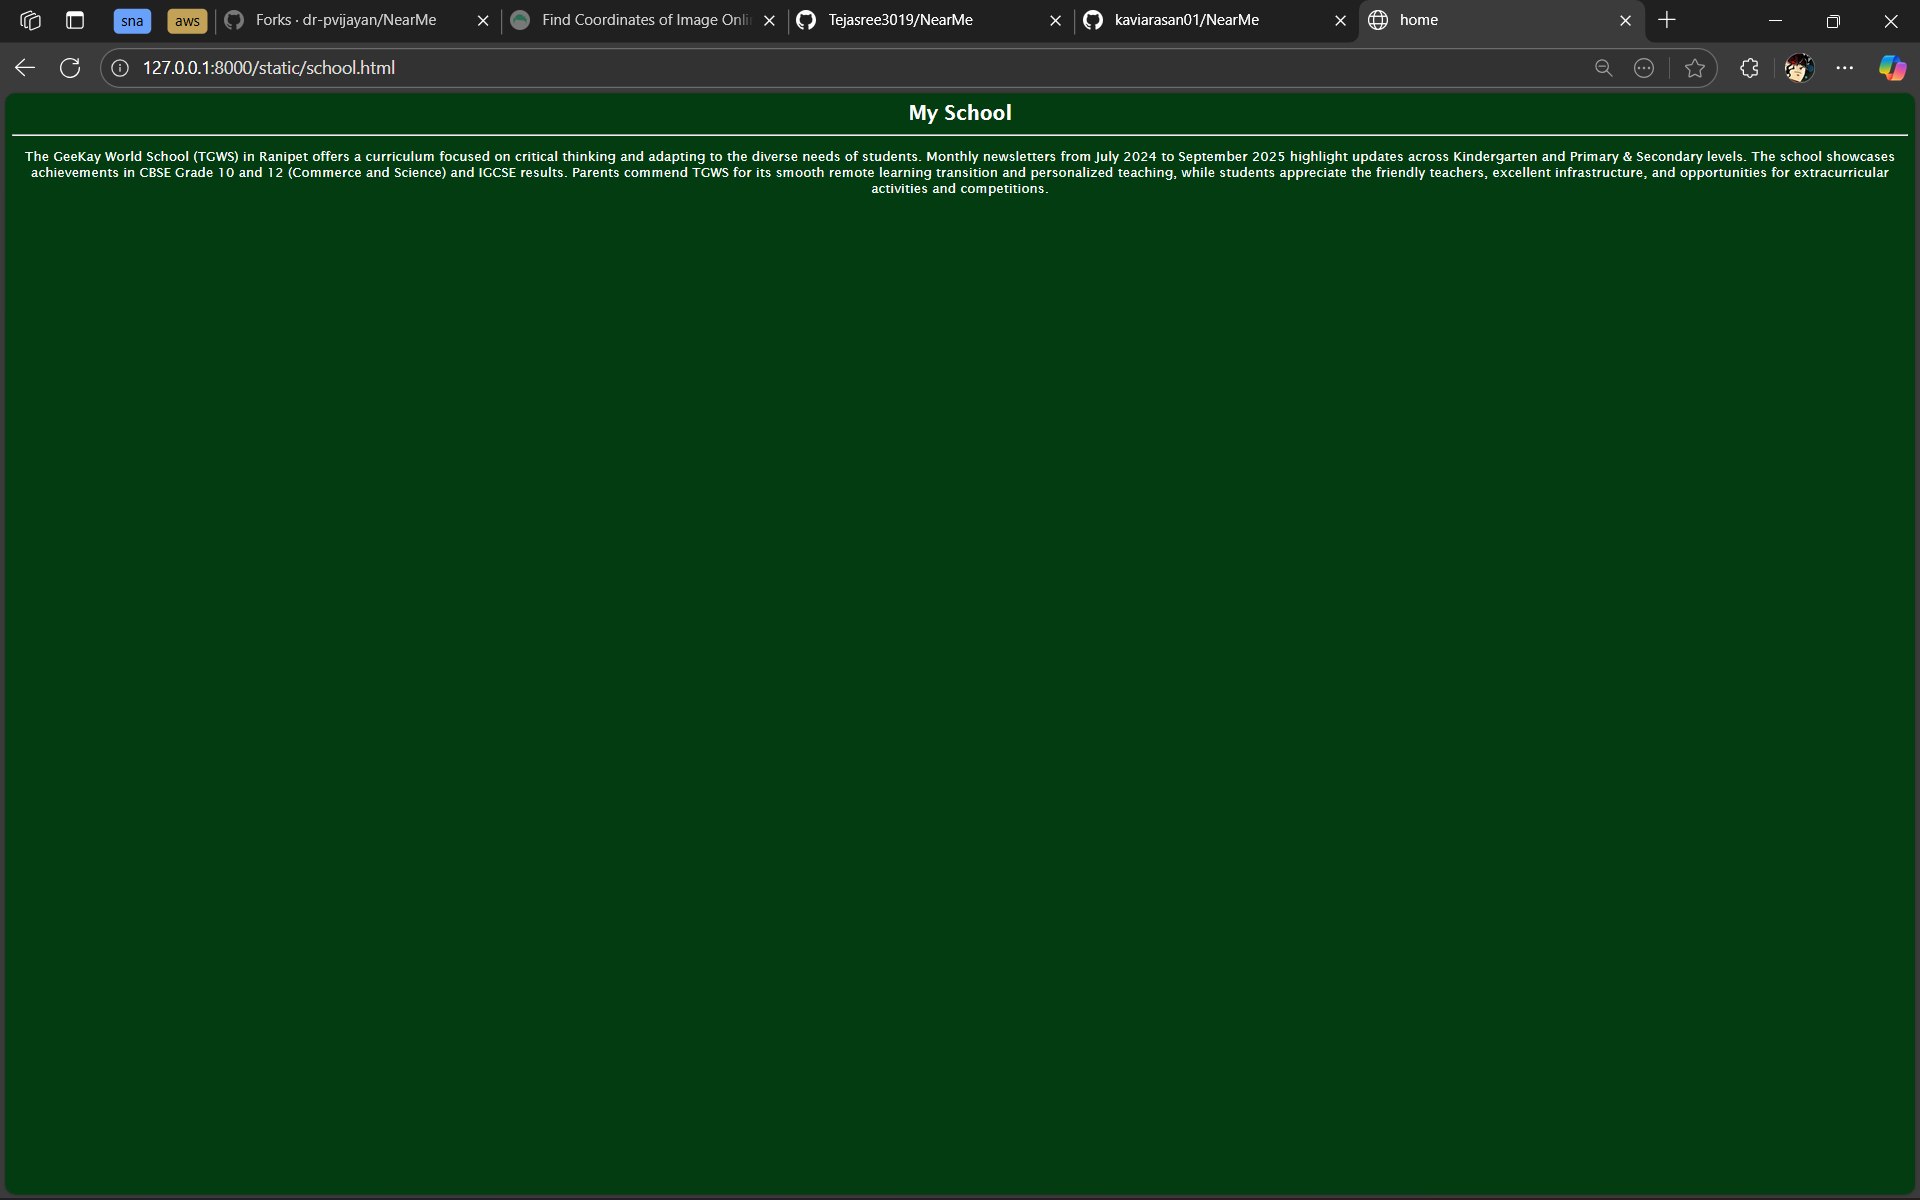 sna
aws
Forks · dr-pvijayan/NearMe
Find Coordinates of Image Onli
Tejasree3019/NearMe
kaviarasan01/NearMe
home
127.0.0.1:8000/static/school.html
My School
The GeeKay World School (TGWS) in Ranipet offers a curriculum focused on critical thinking and adapting to the diverse needs of students. Monthly newsletters from July 2024 to September 2025 highlight updates across Kindergarten and Primary & Secondary levels. The school showcases
achievements in CBSE Grade 10 and 12 (Commerce and Science) and IGCSE results. Parents commend TGWS for its smooth remote learning transition and personalized teaching, while students appreciate the friendly teachers, excellent infrastructure, and opportunities for extracurricular
activities and competitions.